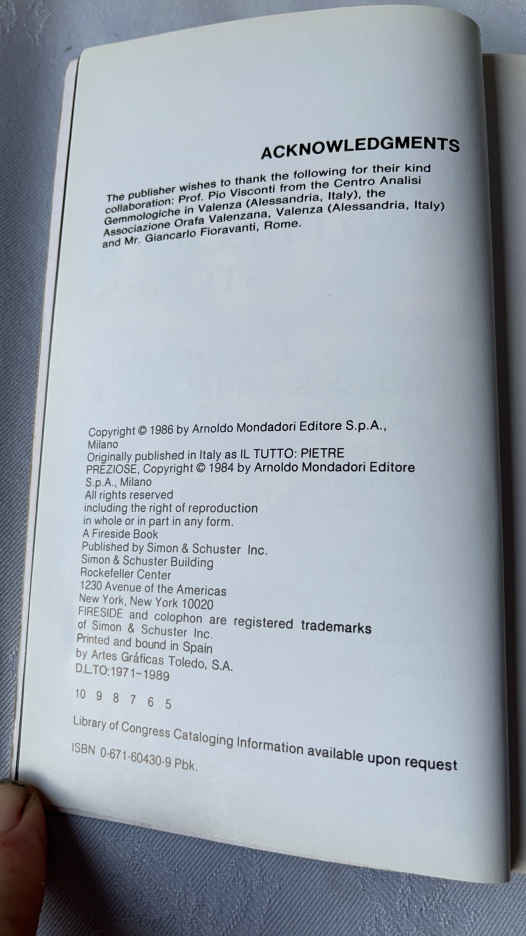 ACKNOWLEDGMENTS
The publisher wishes to thank the following for their kind
collaboration: Prof. Pio Visconti from the Centro Analisi
Gemmologiche in Valenza (Alessandria, Italy), the
Associazione Orafa Valenzana, Valenza (Alessandria, Italy)
and Mr. Giancarlo Fioravanti, Rome.
Copyright © 1986 by Arnoldo Mondadori Editore S.p.A.,
Milano
Originally published in Italy as IL TUTTO: PIETRE
PREZIOSE, Copyright © 1984 by Arnoldo Mondadori Editore
S.p.A., Milano
All rights reserved
including the right of reproduction
in whole or in part in any form.
A Fireside Book
Published by Simon & Schuster Inc.
Simon & Schuster Building
Rockefeller Center
1230 Avenue of the Americas
New York, New York 10020
FIRESIDE and colophon are registered trademarks
of Simon & Schuster Inc.
Printed and bound in Spain
by Artes Gráficas Toledo, S.A.
D.L.TO:1971-1989
10 9 8 7 6 5
Library of Congress Cataloging Information available upon request
ISBN 0-671-60430-9 Pbk.